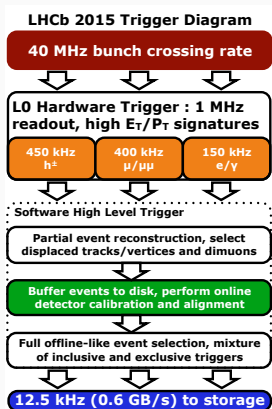 LHCb 2015 Trigger Diagram
40 MHz bunch crossing rate
L0 Hardware Trigger : 1 MHz
readout, high E_T/P_T signatures
450 kHz
h±
400 kHz
μ/μμ
150 kHz
e/γ
Software High Level Trigger
Partial event reconstruction, select
displaced tracks/vertices and dimuons
Buffer events to disk, perform online
detector calibration and alignment
Full offline-like event selection, mixture
of inclusive and exclusive triggers
12.5 kHz (0.6 GB/s) to storage